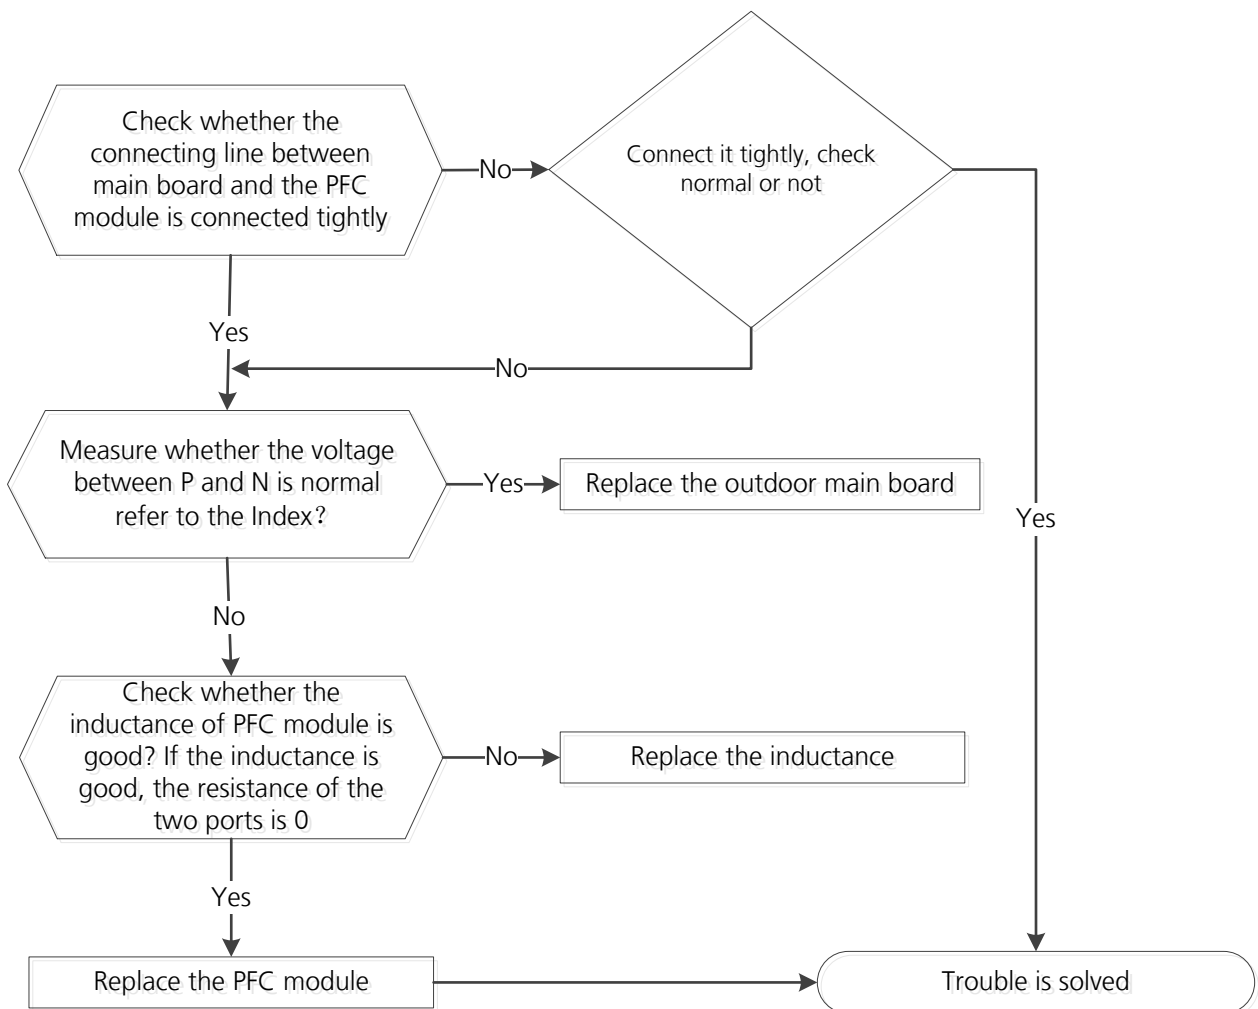 Check whether the
connecting line between
main board and the PFC
module is connected tightly
No
Connect it tightly, check
normal or not
Yes
No
Measure whether the voltage
between P and N is normal
refer to the Index?
Yes
Replace the outdoor main board
Yes
No
Check whether the
inductance of PFC module is
good? If the inductance is
good, the resistance of the
two ports is 0
No
Replace the inductance
Yes
Replace the PFC module
Trouble is solved